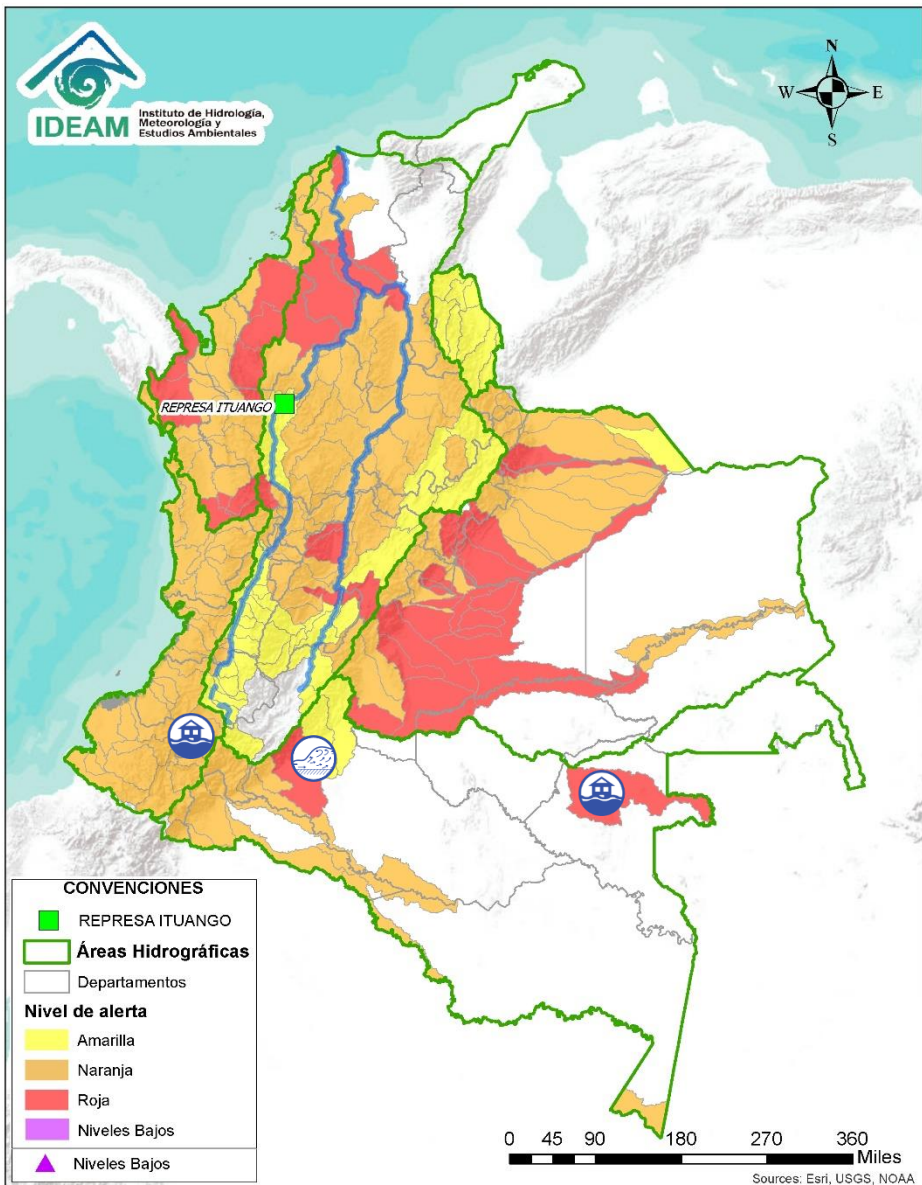 IDEAM
Instituto de Hidrología,
Meteorología y
Estudios Ambientales
N
W
E
S
REPRESA ITUANGO
CONVENCIONES
REPRESA ITUANGO
Áreas Hidrográficas
Departamentos
Nivel de alerta
Amarilla
Naranja
Roja
Niveles Bajos
Niveles Bajos
0 45 90 180 270 360
Miles
Sources: Esri, USGS, NOAA